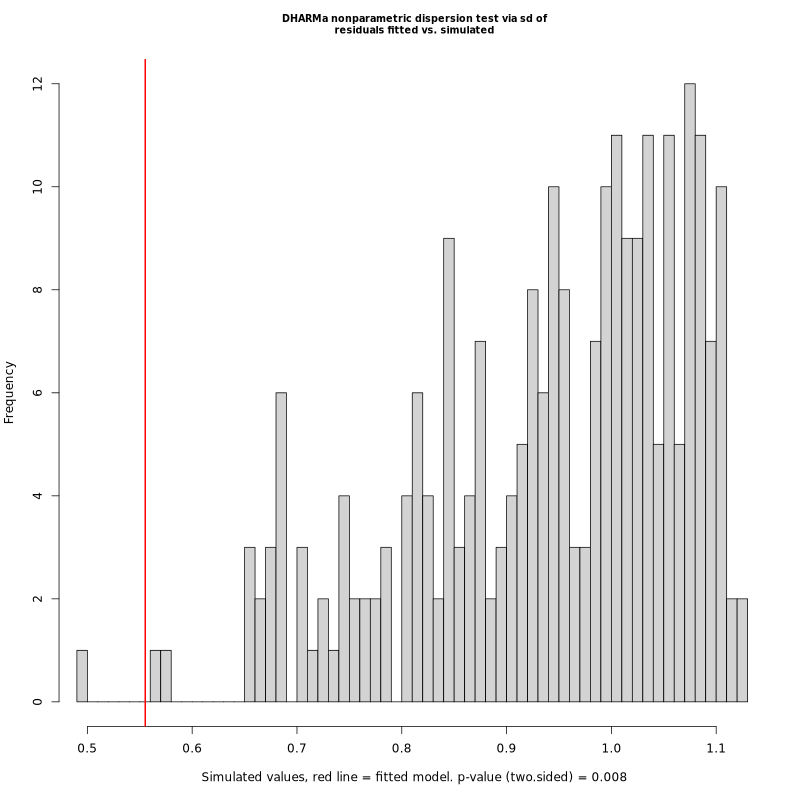 DHARMa nonparametric dispersion test via sd of
residuals fitted vs. simulated
12
10
8
6
4
2
0
Frequency
0.5 0.6 0.7 0.8 0.9 1.0 1.1
Simulated values, red line = fitted model. p-value (two.sided) = 0.008